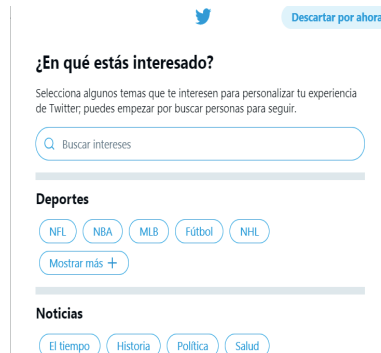 Descartar por ahora
¿En qué estás interesado?
Selecciona algunos temas que te interesen para personalizar tu experiencia
de Twitter; puedes empezar por buscar personas para seguir.
Buscar intereses
Deportes
NFL NBA MLB Fútbol NHL
Mostrar más +
Noticias
El tiempo Historia Política Salud